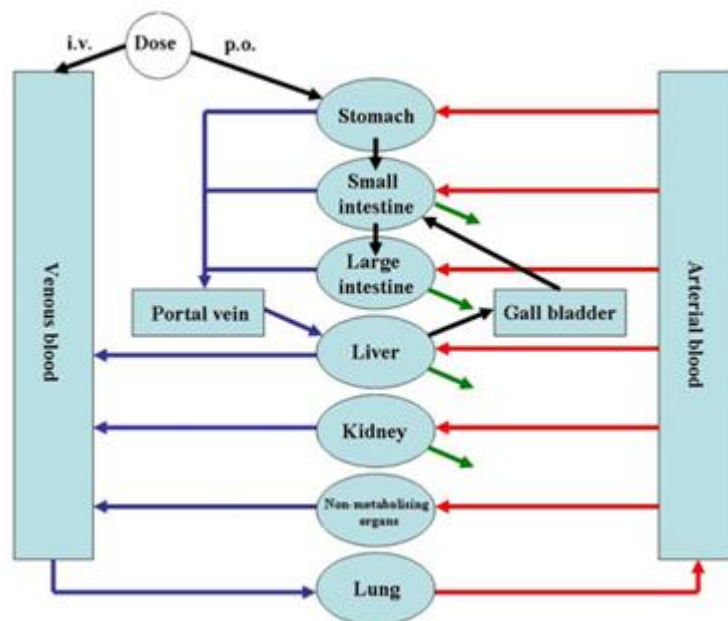 i.v.
Dose
p.o.
Stomach
Small
intestine
Large
intestine
Portal vein
Gall bladder
Liver
Venous blood
Arterial blood
Kidney
Non-metabolising
organs
Lung